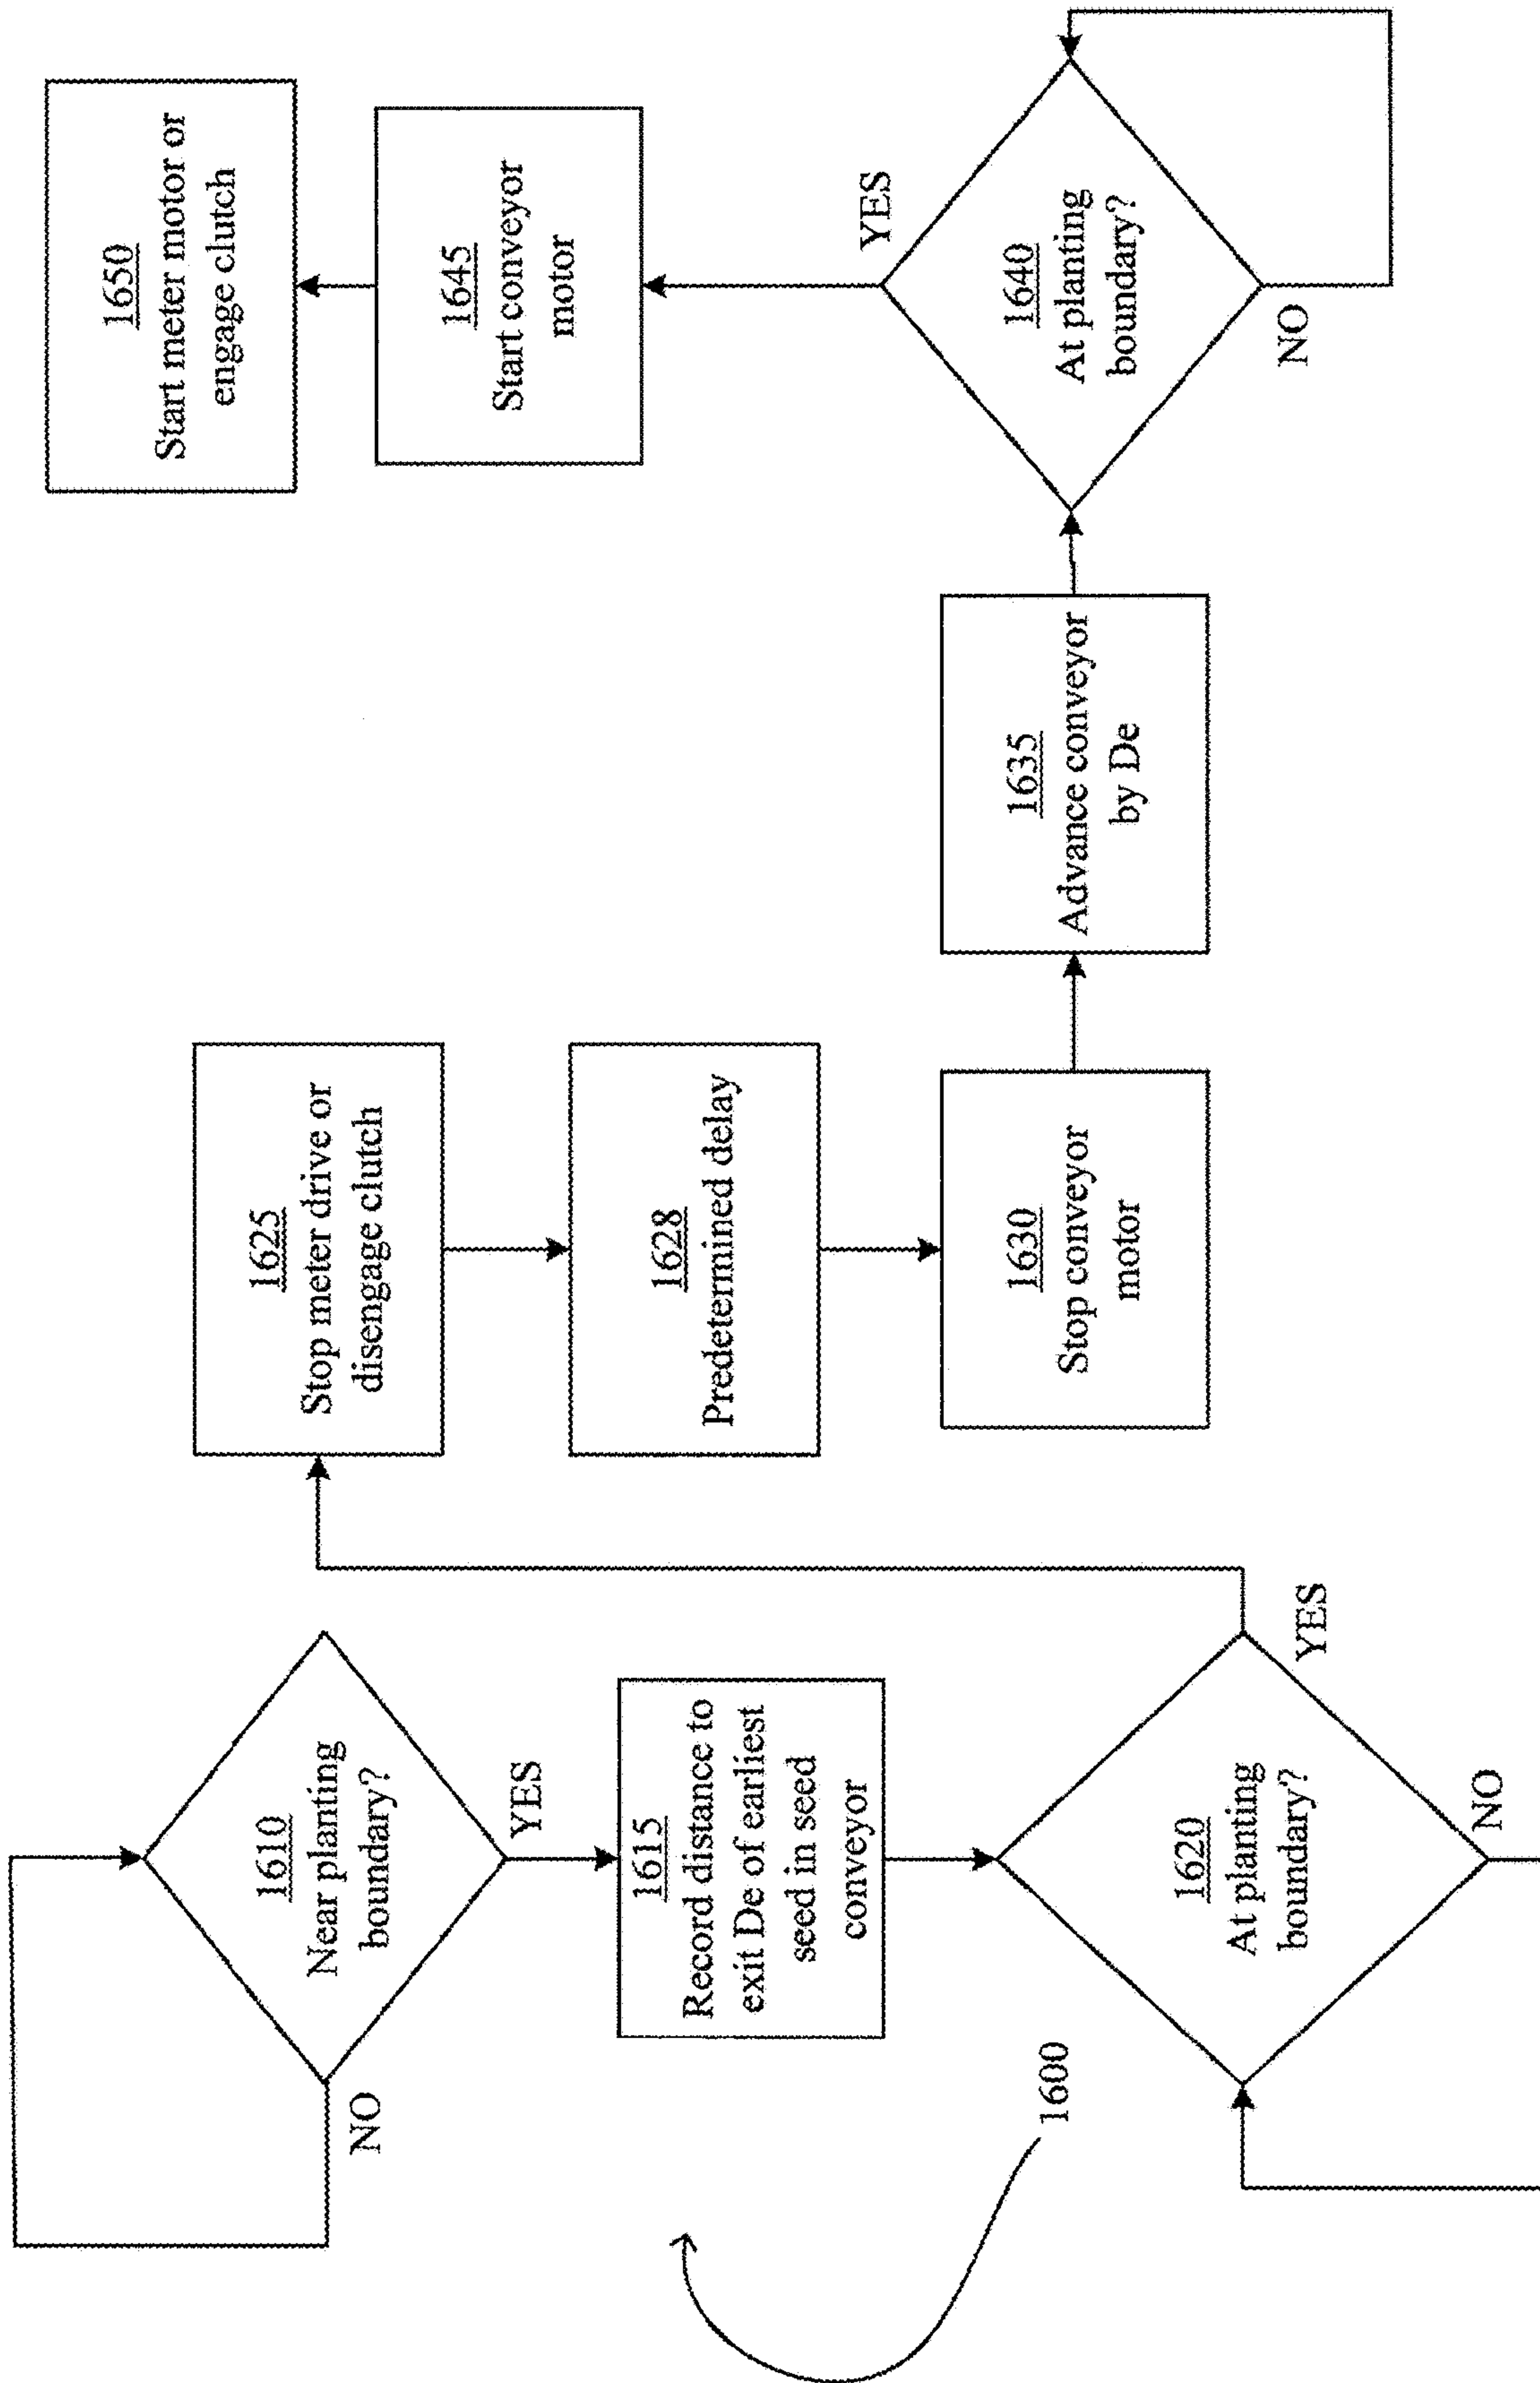 1610
Near planting
boundary?
NO
YES
1615
Record distance to
exit De of earliest
seed in seed
conveyor
1600
1620
At planting
boundary?
YES
NO
1625
Stop meter drive or
disengage clutch
1628
Predetermined delay
1630
Stop conveyor
motor
1635
Advance conveyor
by De
1640
At planting
boundary?
YES
NO
1645
Start conveyor
motor
1650
Start meter motor or
engage clutch